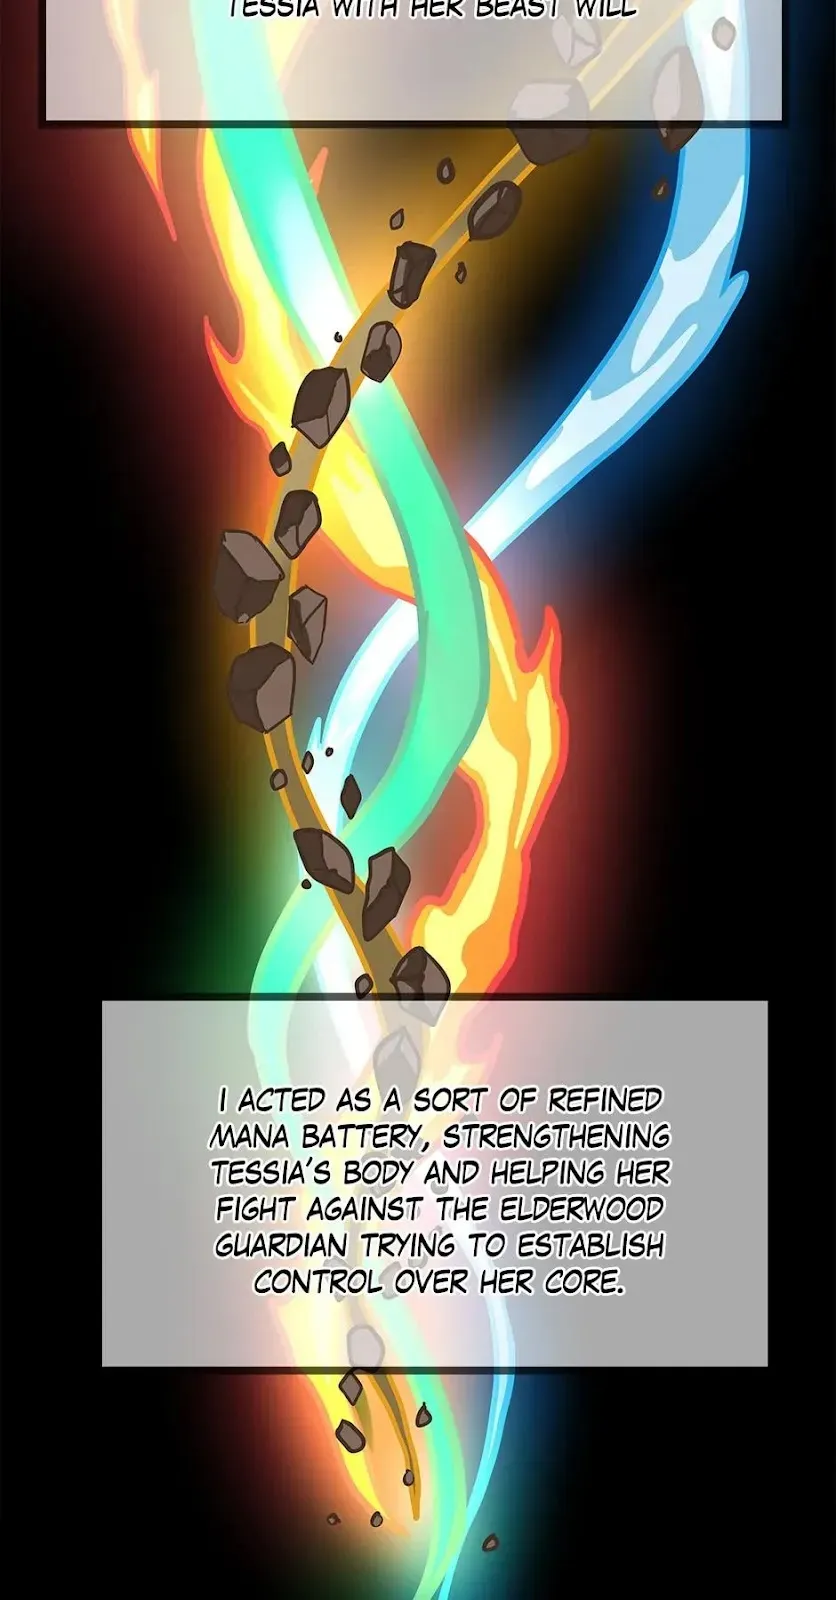 TESSIA WITH HER BEAST WILL
I ACTED AS A SORT OF REFINED
MANA BATTERY, STRENGTHENING
TESSIA'S BODY AND HELPING HER
FIGHT AGAINST THE ELDERWOOD
GUARDIAN TRYING TO ESTABLISH
CONTROL OVER HER CORE.